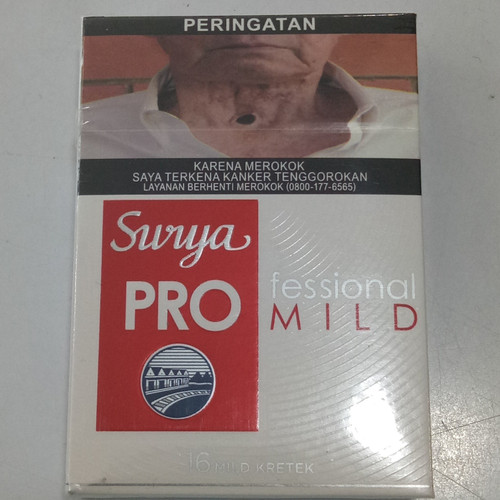 PERINGATAN
KARENA MEROKOK
SAYA TERKENA KANKER TENGGOROKAN
LAYANAN BERHENTI MEROKOK (0800-177-6565)
Surya
PRO fessional
MILD
16 MILD KRETEK